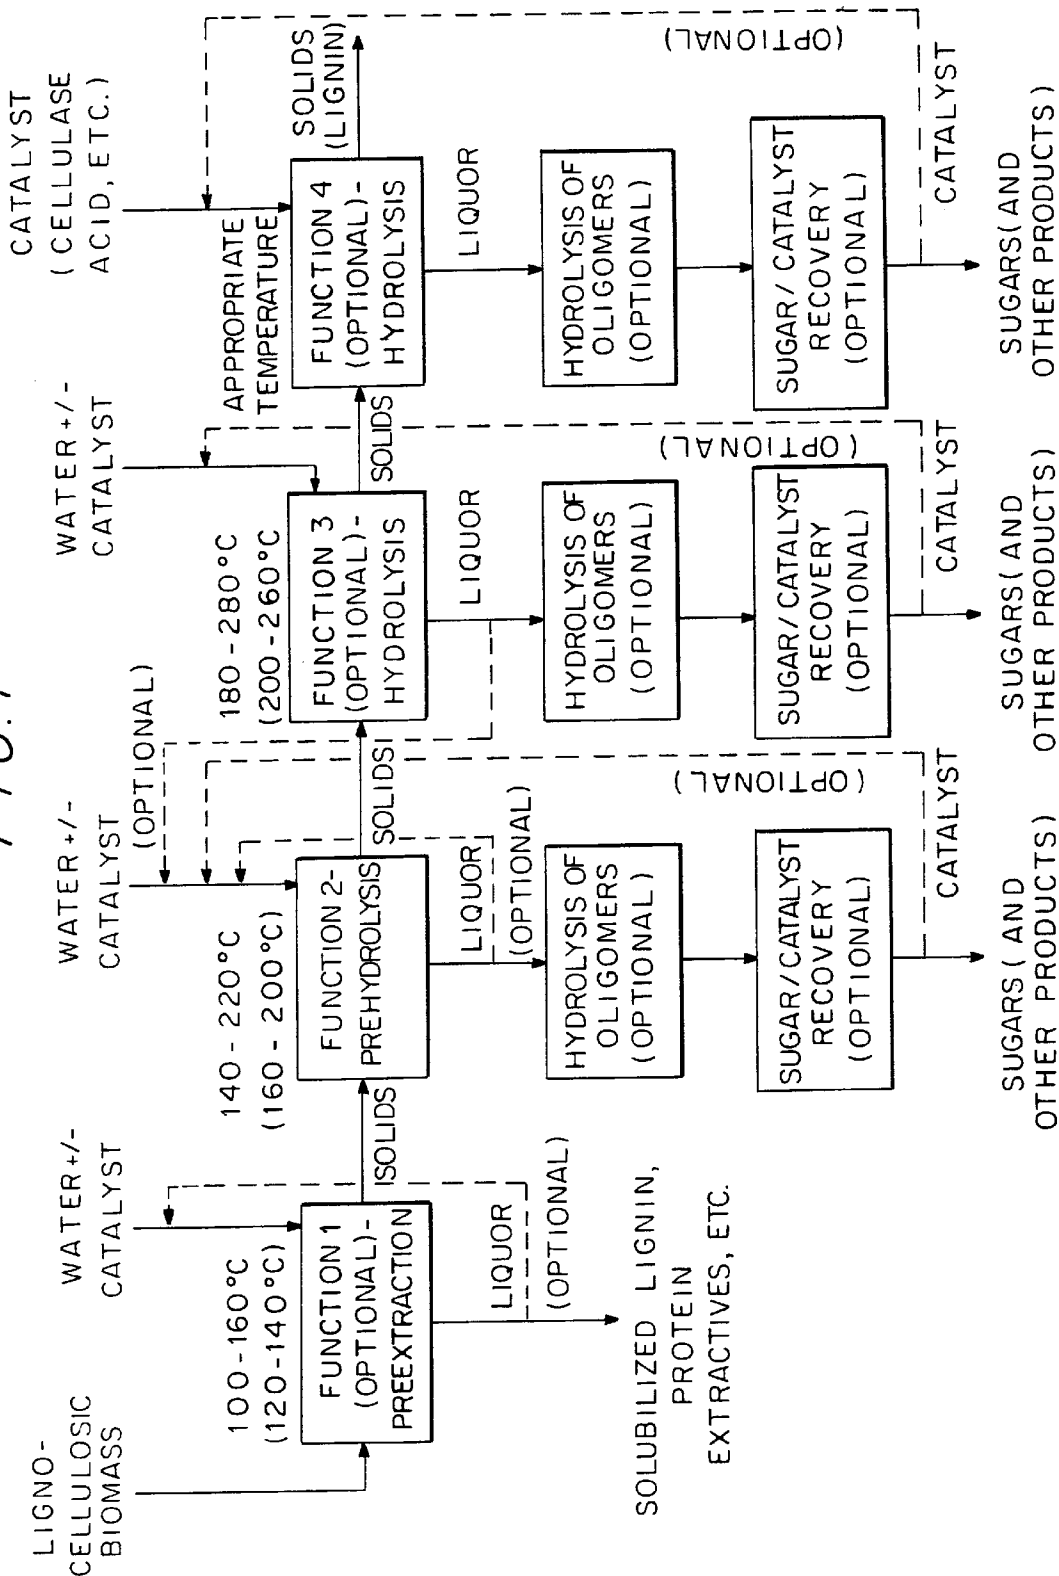 LIGNO-
CELLULOSIC
BIOMASS
WATER+/-
CATALYST
100-160°C
(120-140°C)
FUNCTION 1
(OPTIONAL)-
PREEXTRACTION
LIQUOR
(OPTIONAL)
SOLUBILIZED LIGNIN,
PROTEIN
EXTRACTIVES, ETC.
SOLIDS
WATER+/-
CATALYST
(OPTIONAL)
140-220°C
(160-200°C)
FUNCTION 2-
PREHYDROLYSIS
LIQUOR
(OPTIONAL)
HYDROLYSIS OF
OLIGOMERS
(OPTIONAL)
SUGAR/CATALYST
RECOVERY
(OPTIONAL)
CATALYST
(OPTIONAL)
SUGARS (AND
OTHER PRODUCTS)
SOLIDS
WATER+/-
CATALYST
180-280°C
(200-260°C)
FUNCTION 3
(OPTIONAL)-
HYDROLYSIS
LIQUOR
HYDROLYSIS OF
OLIGOMERS
(OPTIONAL)
SUGAR/CATALYST
RECOVERY
(OPTIONAL)
CATALYST
(OPTIONAL)
SUGARS(AND
OTHER PRODUCTS)
SOLIDS
CATALYST
(CELLULASE
ACID, ETC.)
APPROPRIATE
TEMPERATURE
FUNCTION 4
(OPTIONAL)-
HYDROLYSIS
SOLIDS
(LIGNIN)
LIQUOR
HYDROLYSIS OF
OLIGOMERS
(OPTIONAL)
SUGAR/CATALYST
RECOVERY
(OPTIONAL)
CATALYST
(OPTIONAL)
SUGARS(AND
OTHER PRODUCTS)